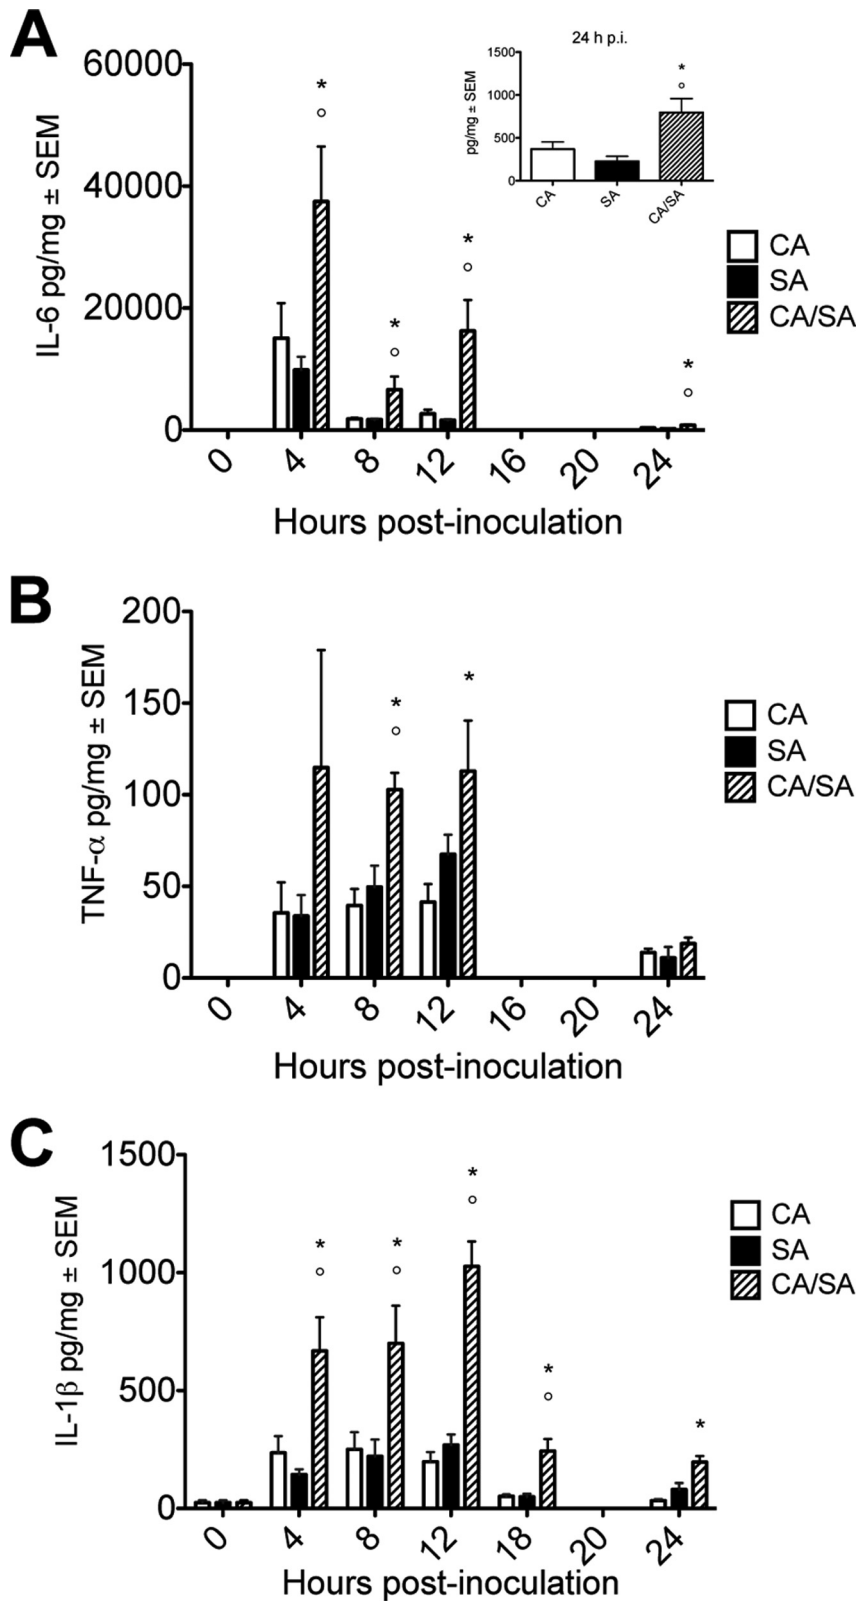 A
IL-6 pg/mg ± SEM
60000
40000
20000
0
0 4 8 12 16 20 24
Hours post-inoculation
* ° * ° * ° * °
24 h p.i.
pg/mg ± SEM
1500
1000
500
0
CA SA CA/SA
* °
CA
SA
CA/SA
B
TNF-α pg/mg ± SEM
200
150
100
50
0
0 4 8 12 16 20 24
Hours post-inoculation
* ° *
CA
SA
CA/SA
C
IL-1β pg/mg ± SEM
1500
1000
500
0
0 4 8 12 18 20 24
Hours post-inoculation
* ° * ° * ° * ° *
CA
SA
CA/SA